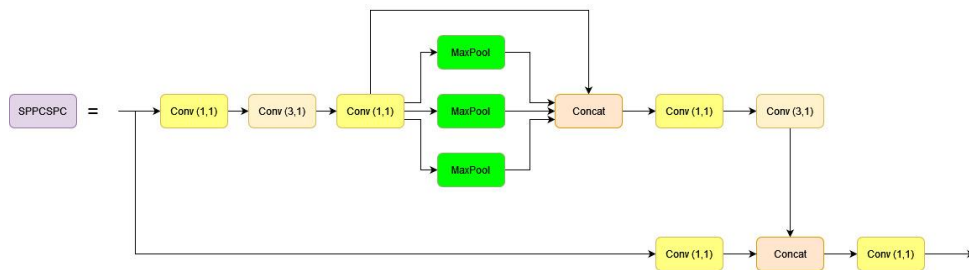 MaxPool
SPPCSPC = Conv (1,1) Conv (3,1) Conv (1,1) MaxPool Concat Conv (1,1) Conv (3,1)
MaxPool
Conv (1,1) Concat Conv (1,1)